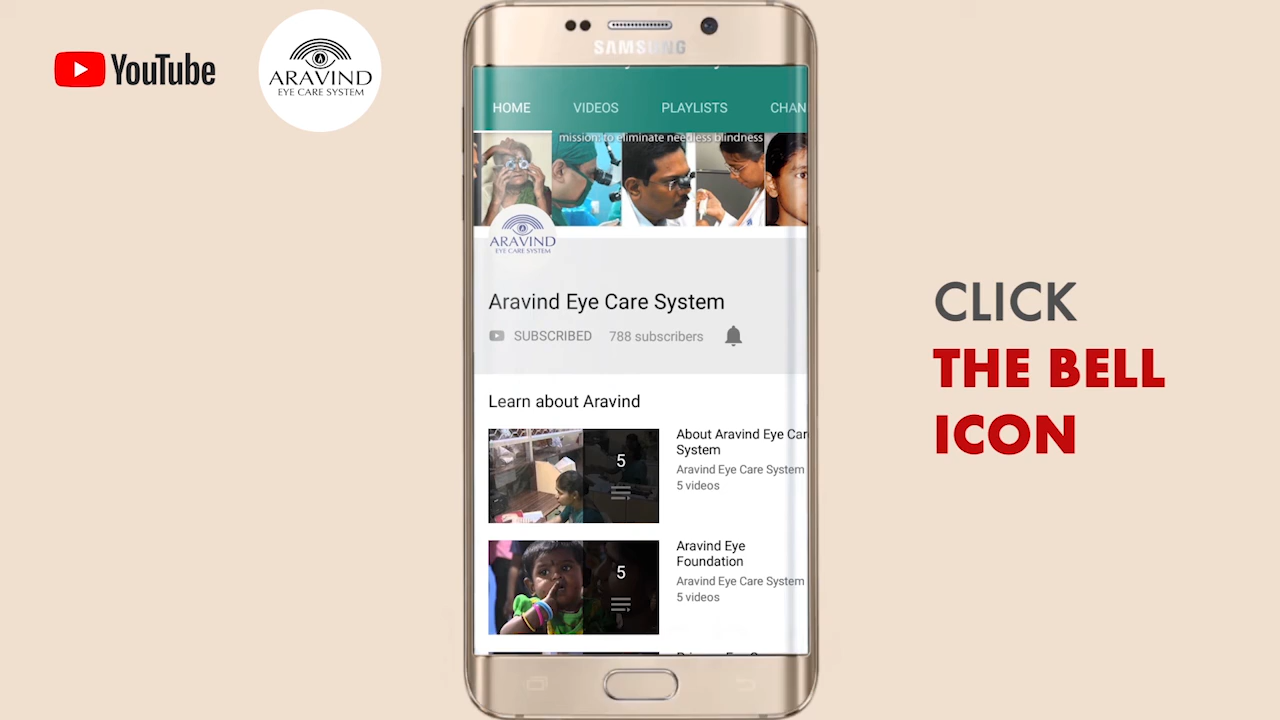 YouTube
ARAVIND
EYE CARE SYSTEM
SAMSUNG
HOME VIDEOS PLAYLISTS CHAN
mission: to eliminate needless blindness
ARAVIND
EYE CARE SYSTEM
Aravind Eye Care System
SUBSCRIBED 788 subscribers
Learn about Aravind
5
About Aravind Eye Car
System
Aravind Eye Care System
5 videos
5
Aravind Eye
Foundation
Aravind Eye Care System
5 videos
CLICK
THE BELL
ICON